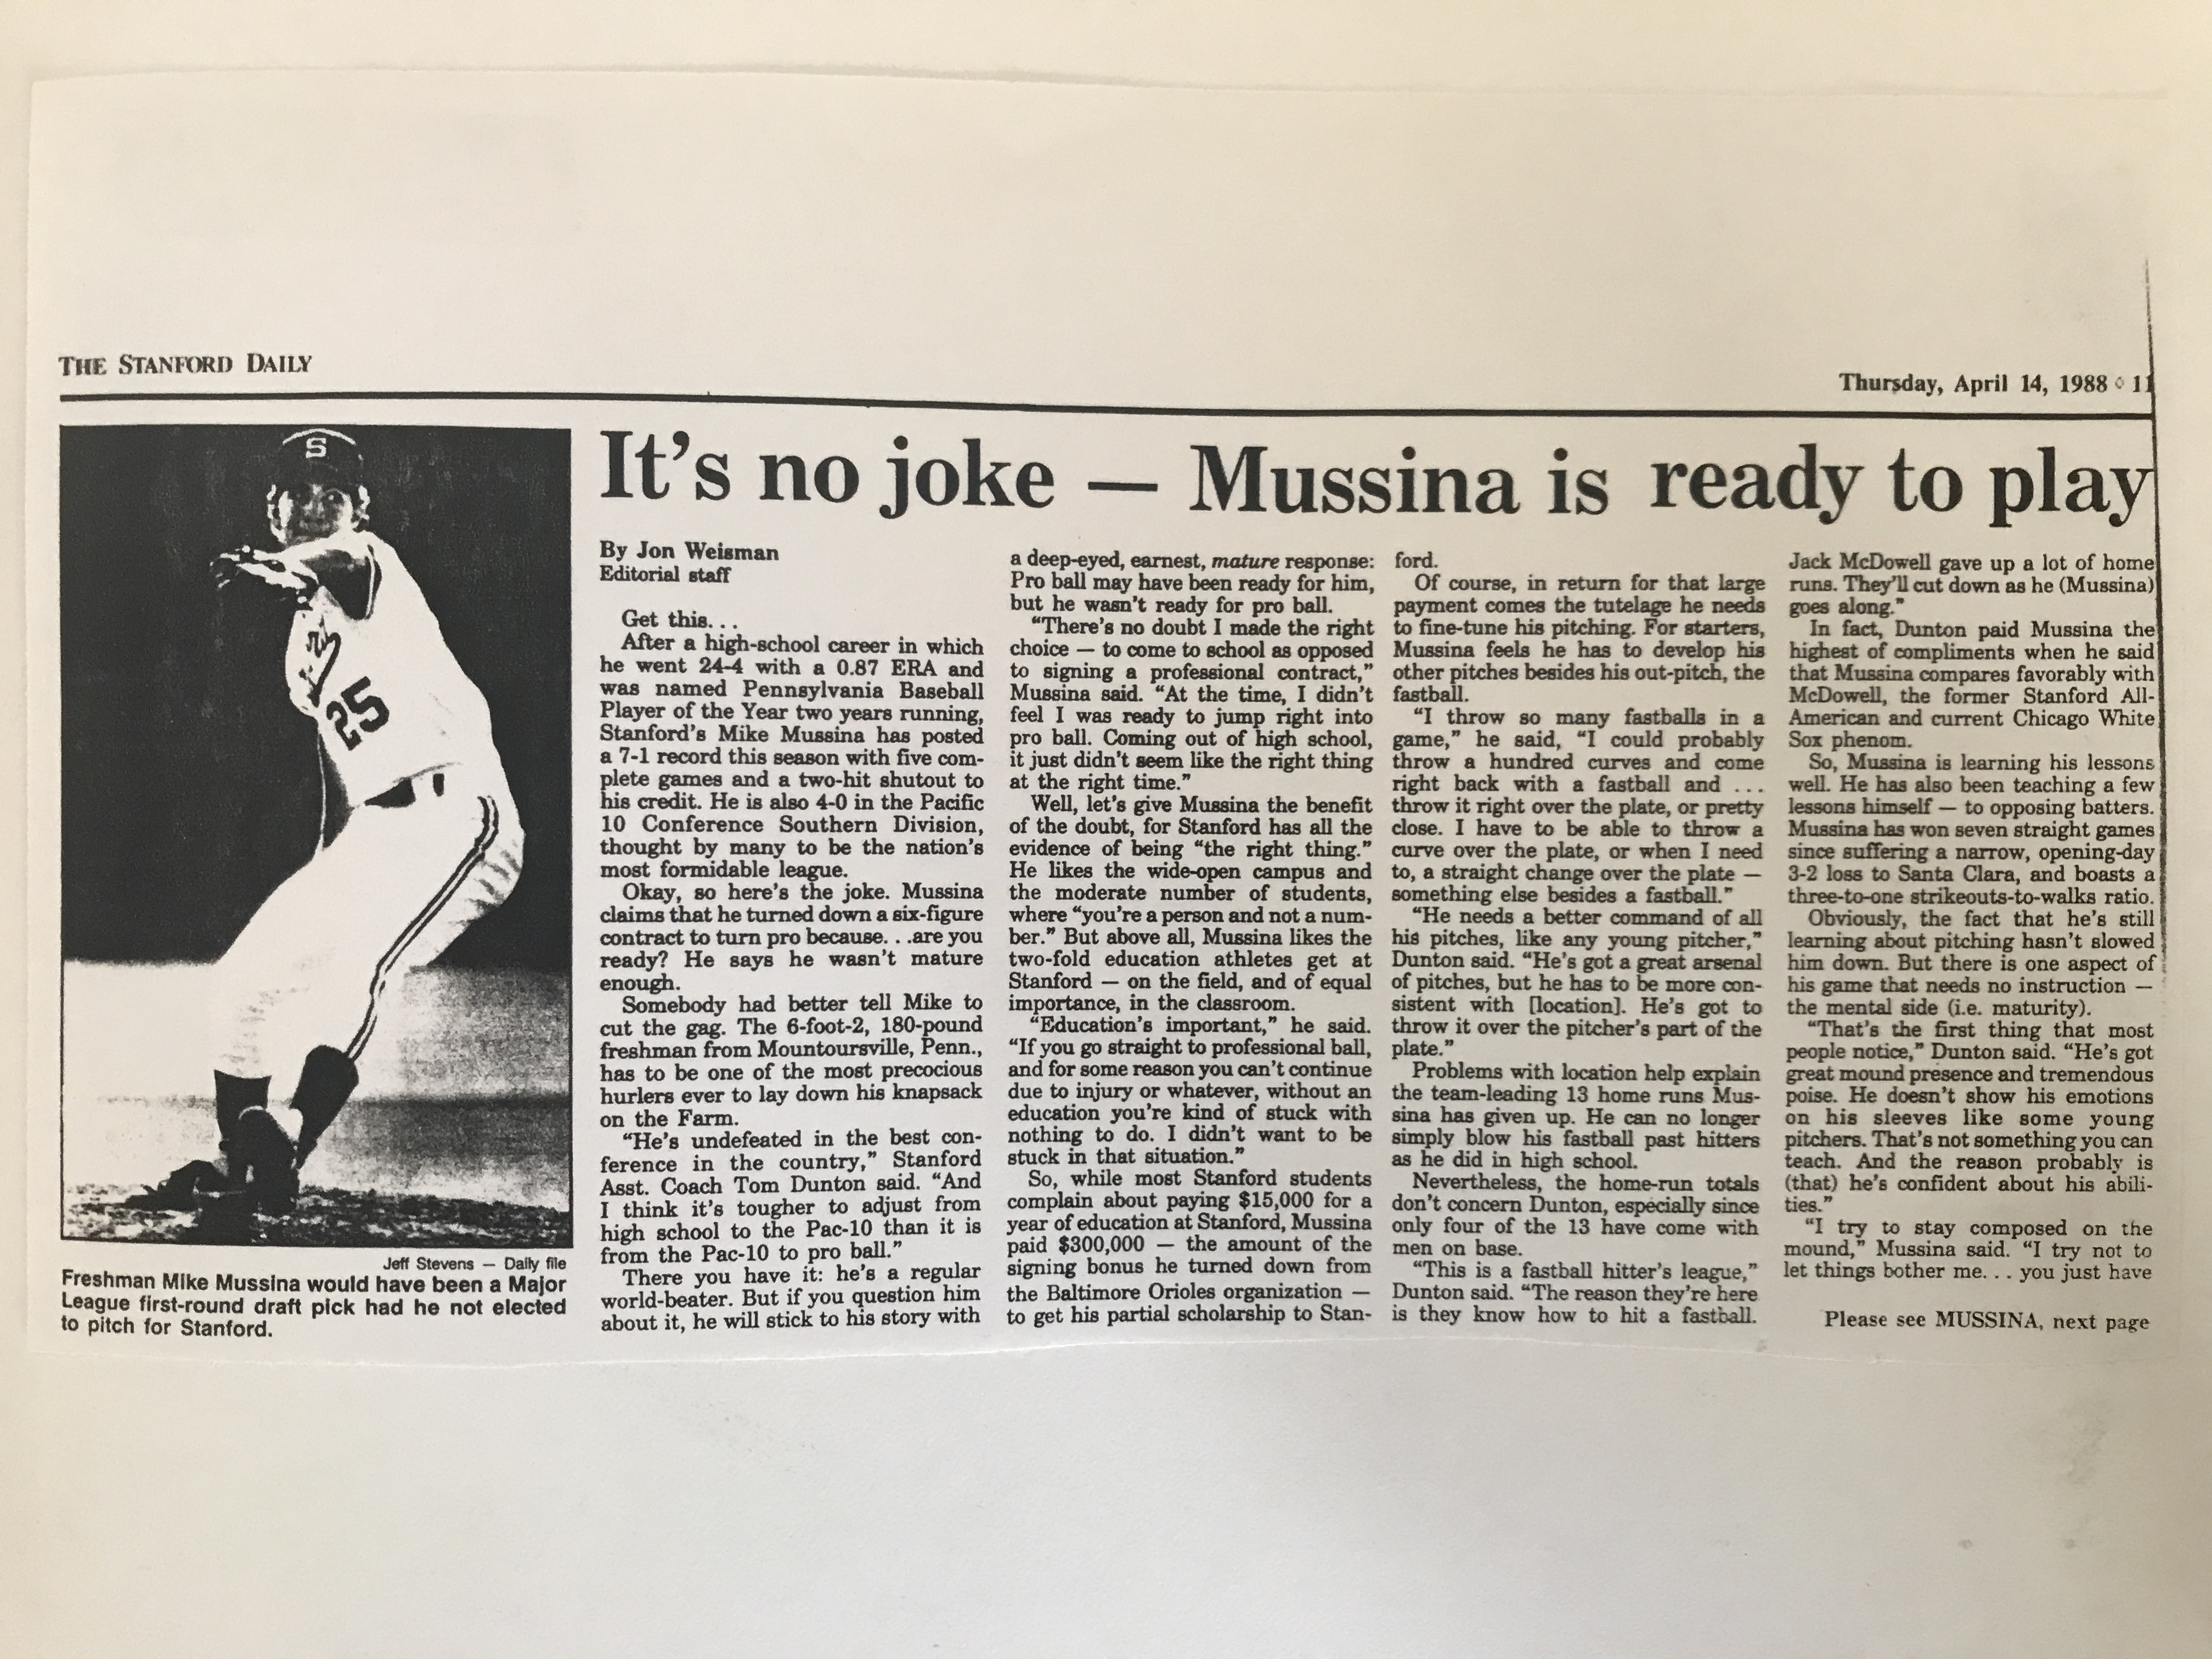 THE STANFORD DAILY
Thursday, April 14, 1988 ◇ 11
S
25
Jeff Stevens — Daily file
Freshman Mike Mussina would have been a Major
League first-round draft pick had he not elected
to pitch for Stanford.
It's no joke — Mussina is ready to play
By Jon Weisman
Editorial staff
Get this. . .
After a high-school career in which
he went 24-4 with a 0.87 ERA and
was named Pennsylvania Baseball
Player of the Year two years running,
Stanford's Mike Mussina has posted
a 7-1 record this season with five com-
plete games and a two-hit shutout to
his credit. He is also 4-0 in the Pacific
10 Conference Southern Division,
thought by many to be the nation's
most formidable league.
Okay, so here's the joke. Mussina
claims that he turned down a six-figure
contract to turn pro because. . .are you
ready? He says he wasn't mature
enough.
Somebody had better tell Mike to
cut the gag. The 6-foot-2, 180-pound
freshman from Mountoursville, Penn.,
has to be one of the most precocious
hurlers ever to lay down his knapsack
on the Farm.
“He's undefeated in the best con-
ference in the country,” Stanford
Asst. Coach Tom Dunton said. “And
I think it's tougher to adjust from
high school to the Pac-10 than it is
from the Pac-10 to pro ball.”
There you have it: he's a regular
world-beater. But if you question him
about it, he will stick to his story with
a deep-eyed, earnest, mature response:
Pro ball may have been ready for him,
but he wasn't ready for pro ball.
“There's no doubt I made the right
choice — to come to school as opposed
to signing a professional contract,”
Mussina said. “At the time, I didn't
feel I was ready to jump right into
pro ball. Coming out of high school,
it just didn't seem like the right thing
at the right time.”
Well, let's give Mussina the benefit
of the doubt, for Stanford has all the
evidence of being “the right thing.”
He likes the wide-open campus and
the moderate number of students,
where “you're a person and not a num-
ber.” But above all, Mussina likes the
two-fold education athletes get at
Stanford — on the field, and of equal
importance, in the classroom.
“Education's important,” he said.
“If you go straight to professional ball,
and for some reason you can't continue
due to injury or whatever, without an
education you're kind of stuck with
nothing to do. I didn't want to be
stuck in that situation.”
So, while most Stanford students
complain about paying $15,000 for a
year of education at Stanford, Mussina
paid $300,000 — the amount of the
signing bonus he turned down from
the Baltimore Orioles organization —
to get his partial scholarship to Stan-
ford.
Of course, in return for that large
payment comes the tutelage he needs
to fine-tune his pitching. For starters,
Mussina feels he has to develop his
other pitches besides his out-pitch, the
fastball.
“I throw so many fastballs in a
game,” he said, “I could probably
throw a hundred curves and come
right back with a fastball and . . .
throw it right over the plate, or pretty
close. I have to be able to throw a
curve over the plate, or when I need
to, a straight change over the plate —
something else besides a fastball.”
“He needs a better command of all
his pitches, like any young pitcher,”
Dunton said. “He's got a great arsenal
of pitches, but he has to be more con-
sistent with [location]. He's got to
throw it over the pitcher's part of the
plate.”
Problems with location help explain
the team-leading 13 home runs Mus-
sina has given up. He can no longer
simply blow his fastball past hitters
as he did in high school.
Nevertheless, the home-run totals
don't concern Dunton, especially since
only four of the 13 have come with
men on base.
“This is a fastball hitter's league,”
Dunton said. “The reason they're here
is they know how to hit a fastball.
Jack McDowell gave up a lot of home
runs. They'll cut down as he (Mussina)
goes along.”
In fact, Dunton paid Mussina the
highest of compliments when he said
that Mussina compares favorably with
McDowell, the former Stanford All-
American and current Chicago White
Sox phenom.
So, Mussina is learning his lessons
well. He has also been teaching a few
lessons himself — to opposing batters.
Mussina has won seven straight games
since suffering a narrow, opening-day
3-2 loss to Santa Clara, and boasts a
three-to-one strikeouts-to-walks ratio.
Obviously, the fact that he's still
learning about pitching hasn't slowed
him down. But there is one aspect of
his game that needs no instruction —
the mental side (i.e. maturity).
“That's the first thing that most
people notice,” Dunton said. “He's got
great mound presence and tremendous
poise. He doesn't show his emotions
on his sleeves like some young
pitchers. That's not something you can
teach. And the reason probably is
(that) he's confident about his abili-
ties.”
“I try to stay composed on the
mound,” Mussina said. “I try not to
let things bother me. . . you just have
Please see MUSSINA, next page